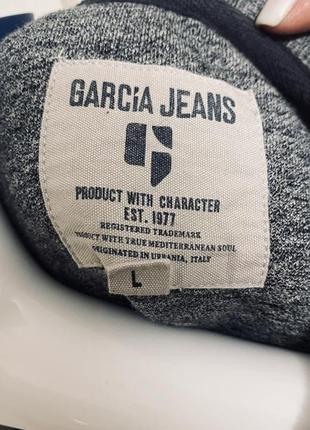 GARCIA JEANS
PRODUCT WITH CHARACTER
EST. 1977
REGISTERED TRADEMARK
PRODUCT WITH TRUE MEDITERRANEAN SOUL
ORIGINATED IN URBANIA, ITALY
L